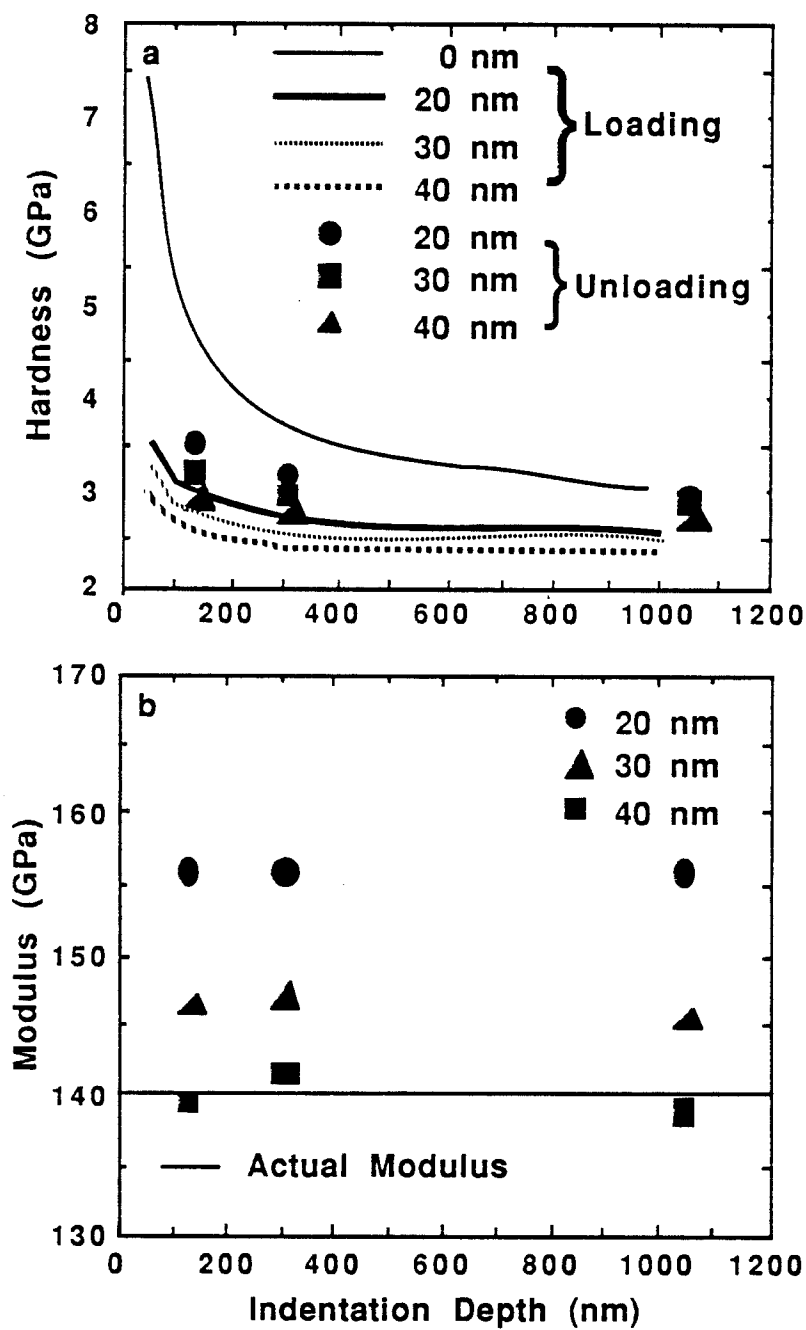 8
a
0 nm
7
20 nm
Loading
30 nm
6
40 nm
20 nm
5
30 nm
Unloading
40 nm
4
3
2
Hardness (GPa)
0 200 400 600 800 1000 1200
170
b
20 nm
30 nm
160
40 nm
150
140
Actual Modulus
130
Modulus (GPa)
0 200 400 600 800 1000 1200
Indentation Depth (nm)